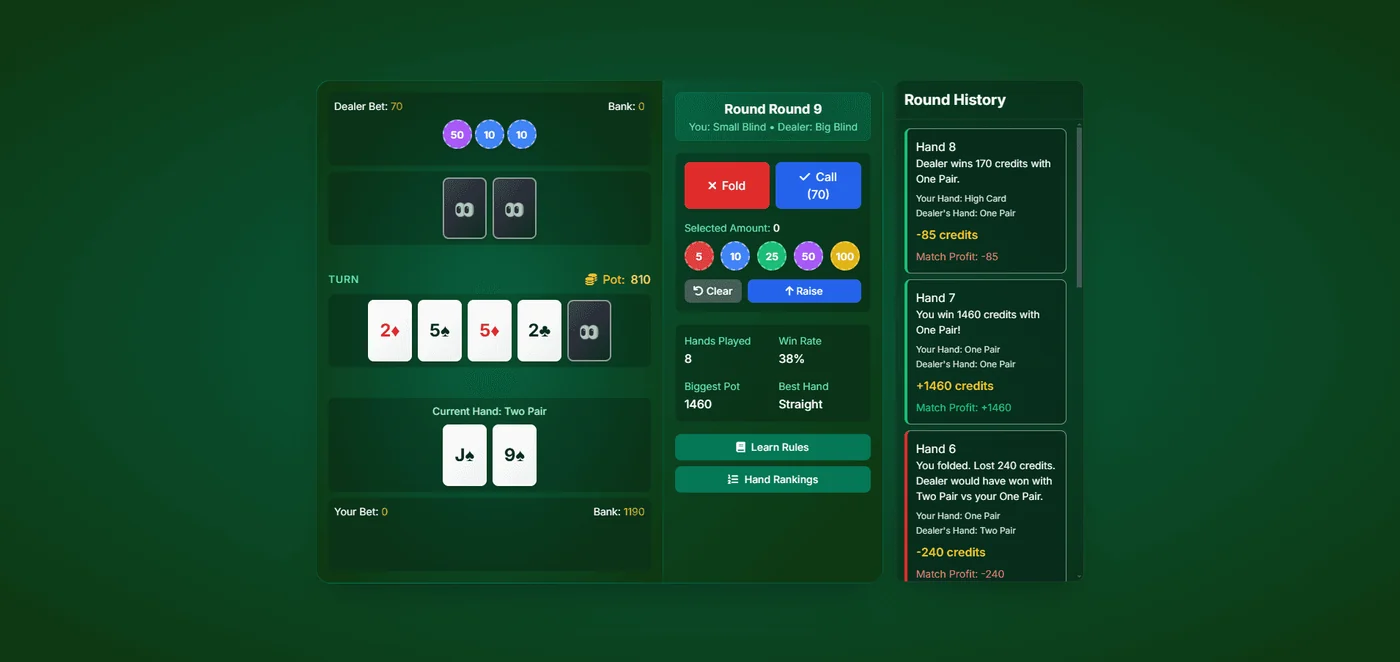 Dealer Bet: 70
Bank: 0
50 10 10
TURN
Pot: 810
2♦ 5♠ 5♦ 2♣
Current Hand: Two Pair
J♠ 9♠
Your Bet: 0
Bank: 1190
Round Round 9
You: Small Blind • Dealer: Big Blind
Fold
Call
(70)
Selected Amount: 0
5 10 25 50 100
Clear
Raise
Hands Played
8
Win Rate
38%
Biggest Pot
1460
Best Hand
Straight
Learn Rules
Hand Rankings
Round History
Hand 8
Dealer wins 170 credits with
One Pair.
Your Hand: High Card
Dealer's Hand: One Pair
-85 credits
Match Profit: -85
Hand 7
You win 1460 credits with
One Pair!
Your Hand: One Pair
Dealer's Hand: One Pair
+1460 credits
Match Profit: +1460
Hand 6
You folded. Lost 240 credits.
Dealer would have won with
Two Pair vs your One Pair.
Your Hand: One Pair
Dealer's Hand: Two Pair
-240 credits
Match Profit: -240